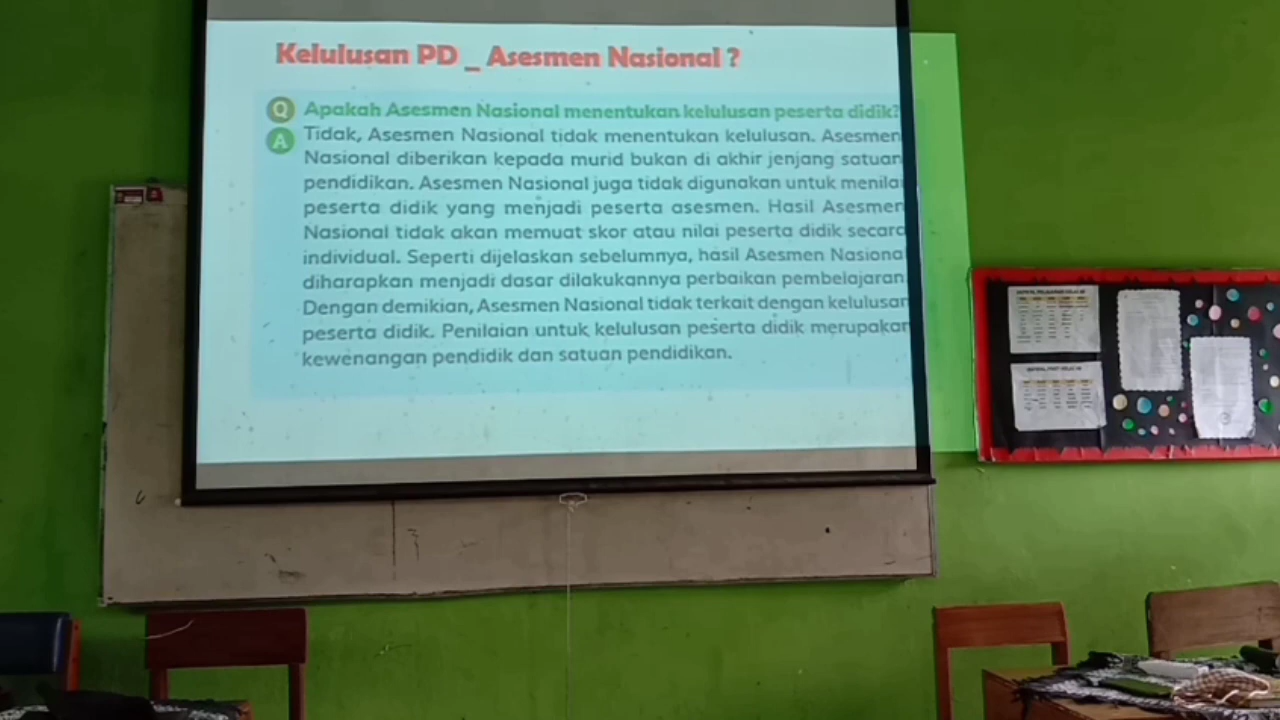 Kelulusan PD _ Asesmen Nasional ?
Q Apakah Asesmen Nasional menentukan kelulusan peserta didik?
A Tidak, Asesmen Nasional tidak menentukan kelulusan. Asesmen
Nasional diberikan kepada murid bukan di akhir jenjang satuan
pendidikan. Asesmen Nasional juga tidak digunakan untuk menilai
peserta didik yang menjadi peserta asesmen. Hasil Asesmen
Nasional tidak akan memuat skor atau nilai peserta didik secara
individual. Seperti dijelaskan sebelumnya, hasil Asesmen Nasional
diharapkan menjadi dasar dilakukannya perbaikan pembelajaran.
Dengan demikian, Asesmen Nasional tidak terkait dengan kelulusan
peserta didik. Penilaian untuk kelulusan peserta didik merupakan
kewenangan pendidik dan satuan pendidikan.